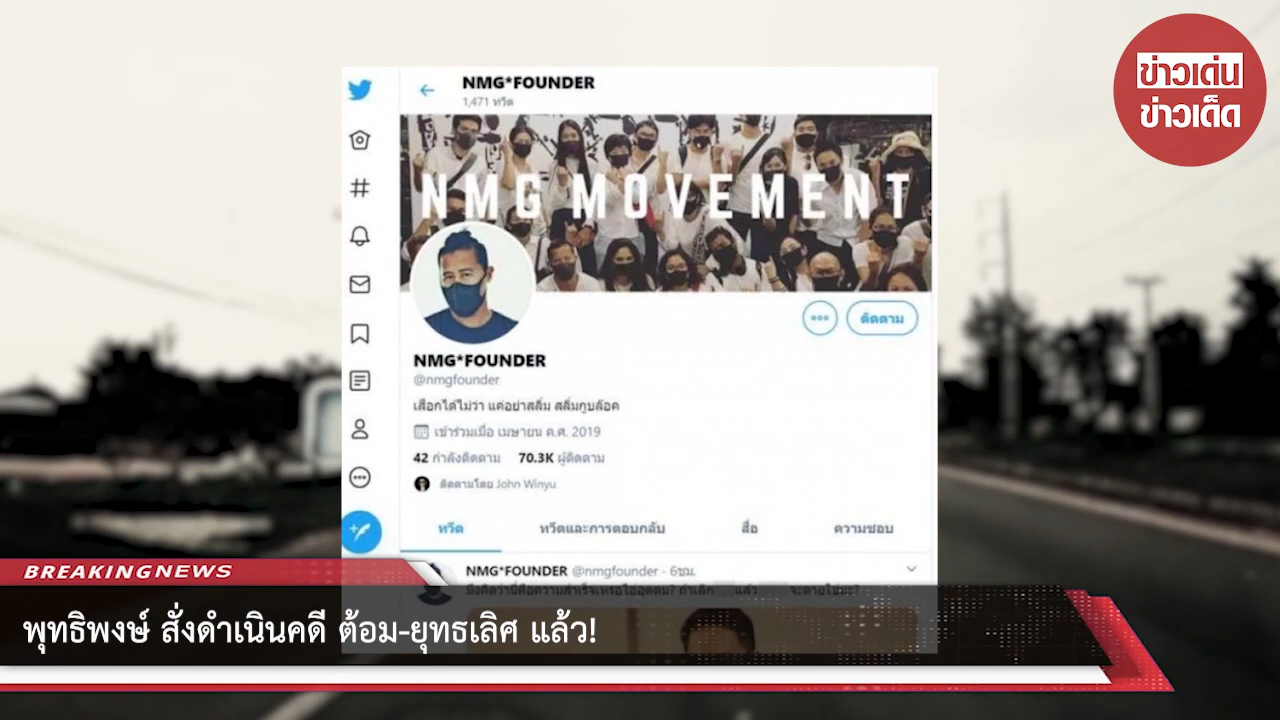 ข่าวเด่น
ข่าวเด็ด
NMG*FOUNDER
1,471 ทวีต
NMG MOVEMENT
ติดตาม
NMG*FOUNDER
@nmgfounder
เสือกได้ไม่ว่า แค่อย่าสลิ่ม สลิ่มกูบล๊อค
เข้าร่วมเมื่อ เมษายน ค.ศ. 2019
42 กำลังติดตาม 70.3K ผู้ติดตาม
ติดตามโดย John Winyu
ทวีต ทวีตและการตอบกลับ สื่อ ความชอบ
NMG*FOUNDER @nmgfounder · 6ชม.
BREAKINGNEWS
พุทธิพงษ์ สั่งดำเนินคดี ต้อม-ยุทธเลิศ แล้ว!